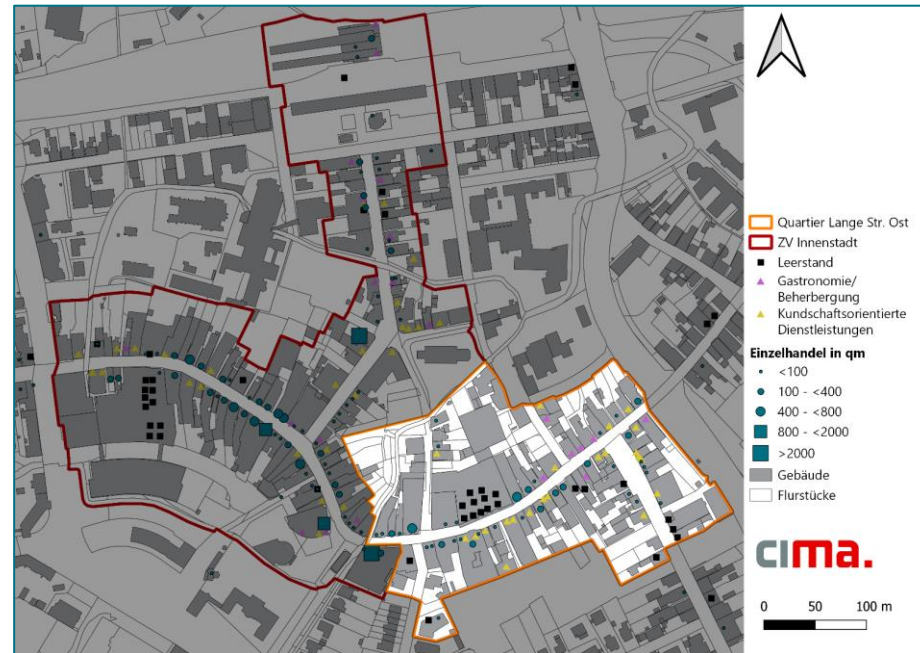 Quartier Lange Str. Ost
ZV Innenstadt
Leerstand
Gastronomie/
Beherbergung
Kundschaftsorientierte
Dienstleistungen
Einzelhandel in qm
<100
100 - <400
400 - <800
800 - <2000
>2000
Gebäude
Flurstücke
cima.
0 50 100 m